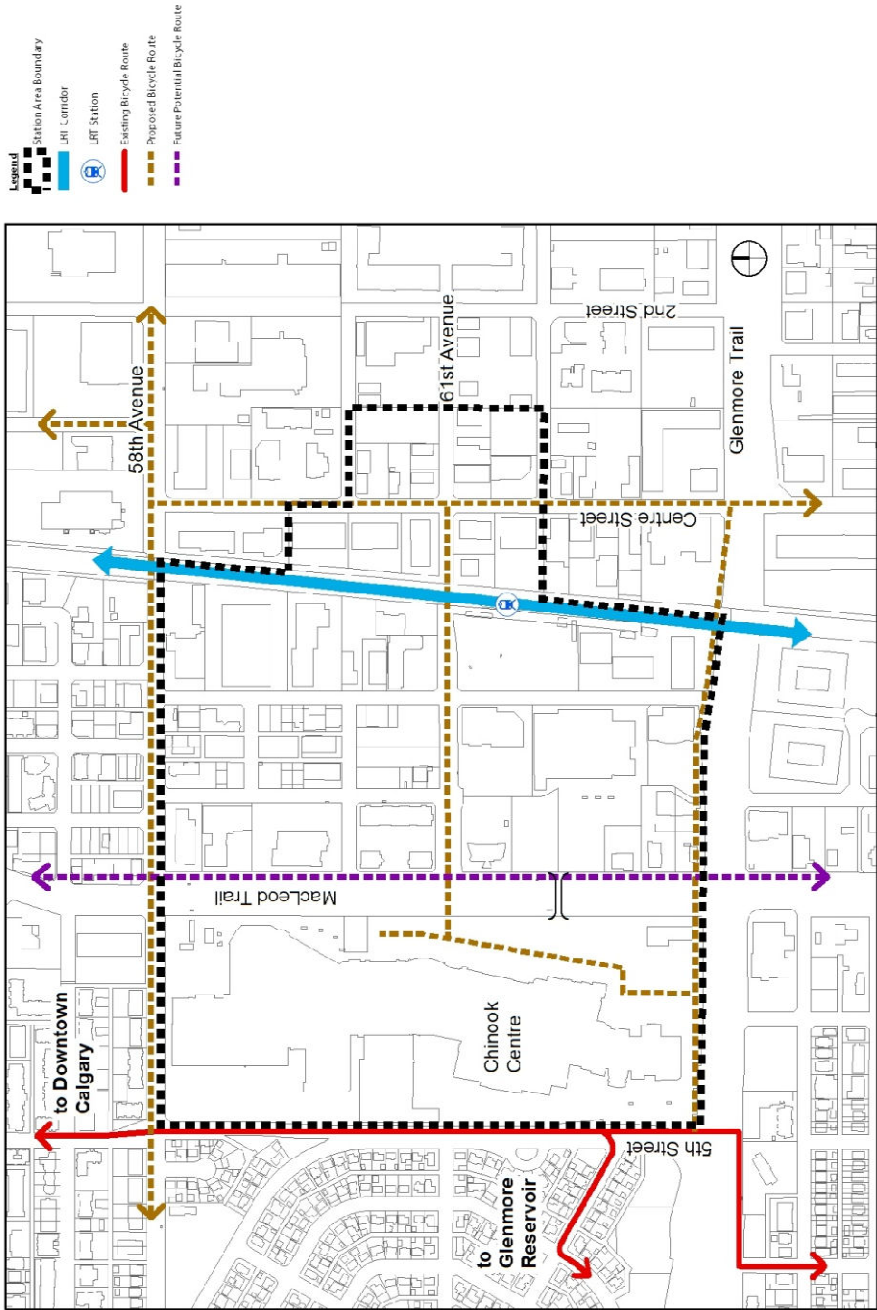 Legend
Station Area Boundary
LRT Corridor
LRT Station
Existing Bicycle Route
Proposed Bicycle Route
Future Potential Bicycle Route
58th Avenue
61st Avenue
2nd Street
Glenmore Trail
Centre Street
MacLeod Trail
to Downtown
Calgary
Chinook
Centre
5th Street
to
Glenmore
Reservoir